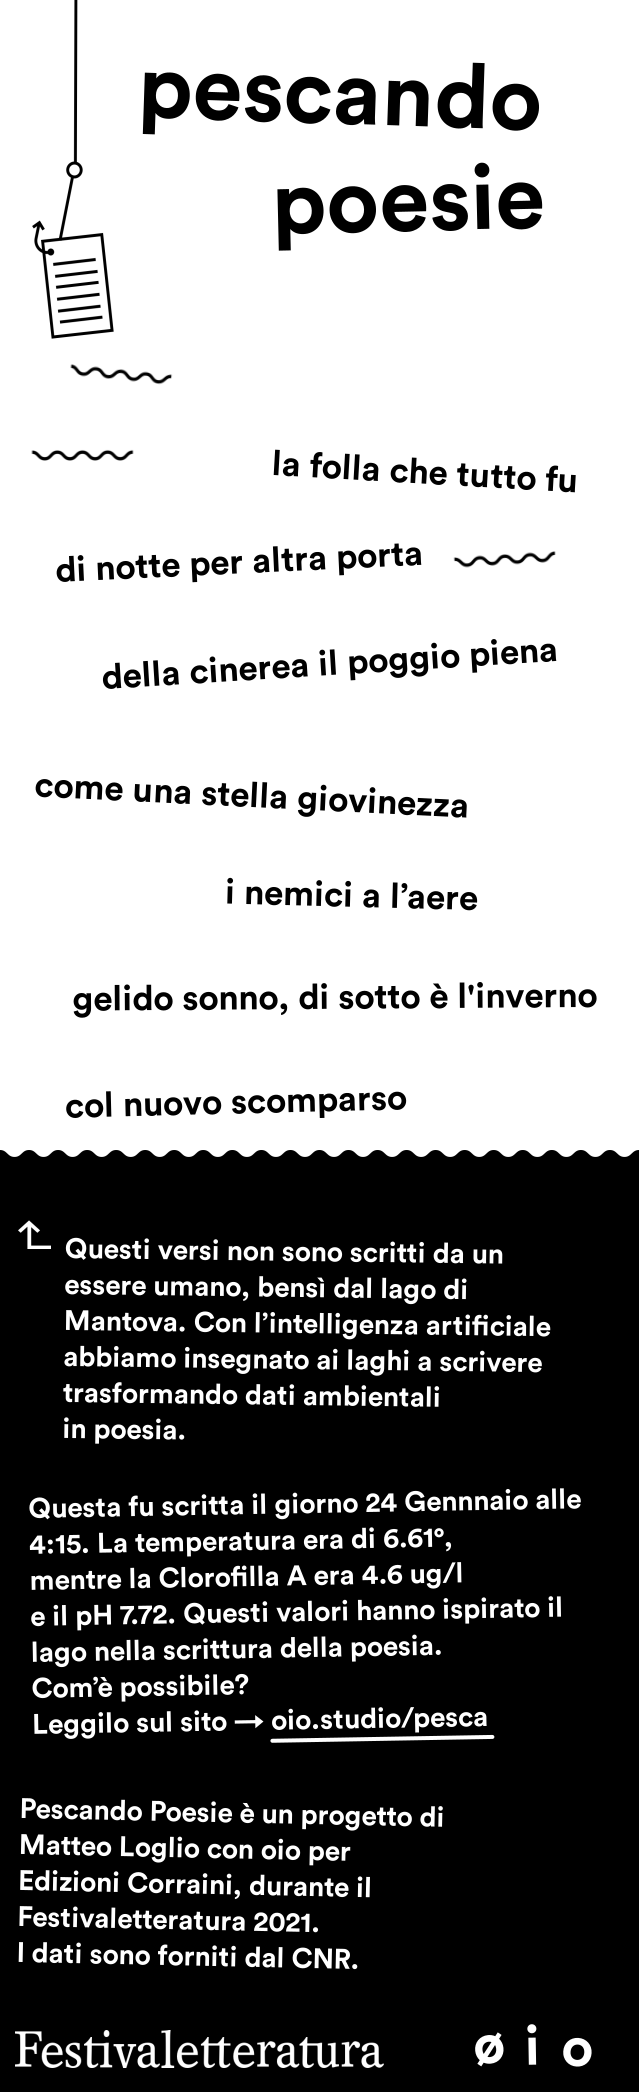 pescando
poesie
la folla che tutto fu
di notte per altra porta
della cinerea il poggio piena
come una stella giovinezza
i nemici a l’aere
gelido sonno, di sotto è l'inverno
col nuovo scomparso
Questi versi non sono scritti da un
essere umano, bensì dal lago di
Mantova. Con l’intelligenza artificiale
abbiamo insegnato ai laghi a scrivere
trasformando dati ambientali
in poesia.
Questa fu scritta il giorno 24 Gennnaio alle
4:15. La temperatura era di 6.61°,
mentre la Clorofilla A era 4.6 ug/l
e il pH 7.72. Questi valori hanno ispirato il
lago nella scrittura della poesia.
Com’è possibile?
Leggilo sul sito → oio.studio/pesca
Pescando Poesie è un progetto di
Matteo Loglio con oio per
Edizioni Corraini, durante il
Festivaletteratura 2021.
I dati sono forniti dal CNR.
Festivaletteratura ø i o